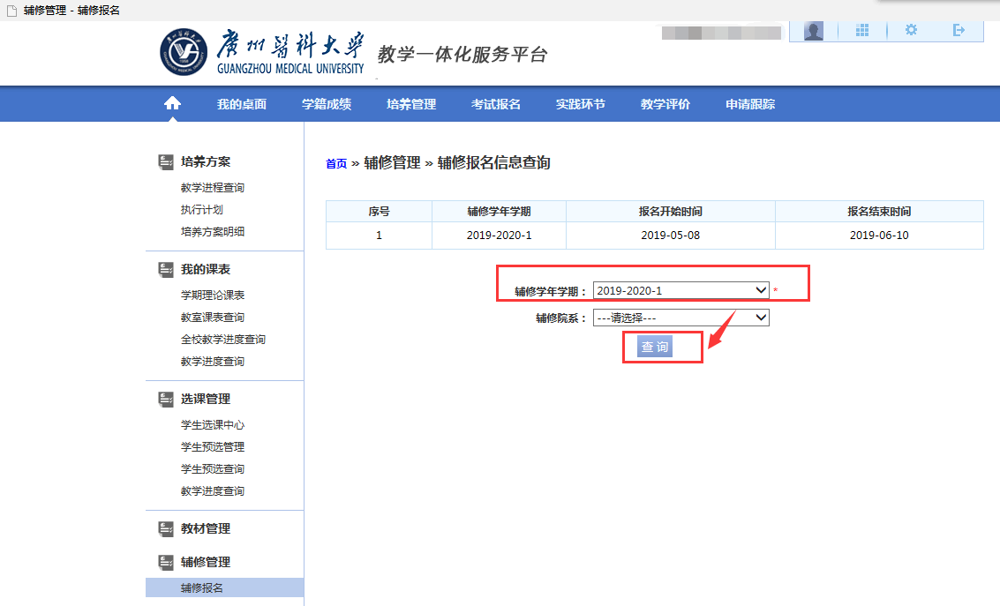 辅修管理 - 辅修报名
廣州醫科大學
GUANGZHOU MEDICAL UNIVERSITY
教学一体化服务平台
我的桌面 学籍成绩 培养管理 考试报名 实践环节 教学评价 申请跟踪
培养方案
教学进程查询
执行计划
培养方案明细
我的课表
学期理论课表
教室课表查询
全校教学进度查询
教学进度查询
选课管理
学生选课中心
学生预选管理
学生预选查询
教学进度查询
教材管理
辅修管理
辅修报名
首页 » 辅修管理 » 辅修报名信息查询
序号 辅修学年学期 报名开始时间 报名结束时间
1 2019-2020-1 2019-05-08 2019-06-10
辅修学年学期： 2019-2020-1 *
辅修院系： ---请选择---
查 询